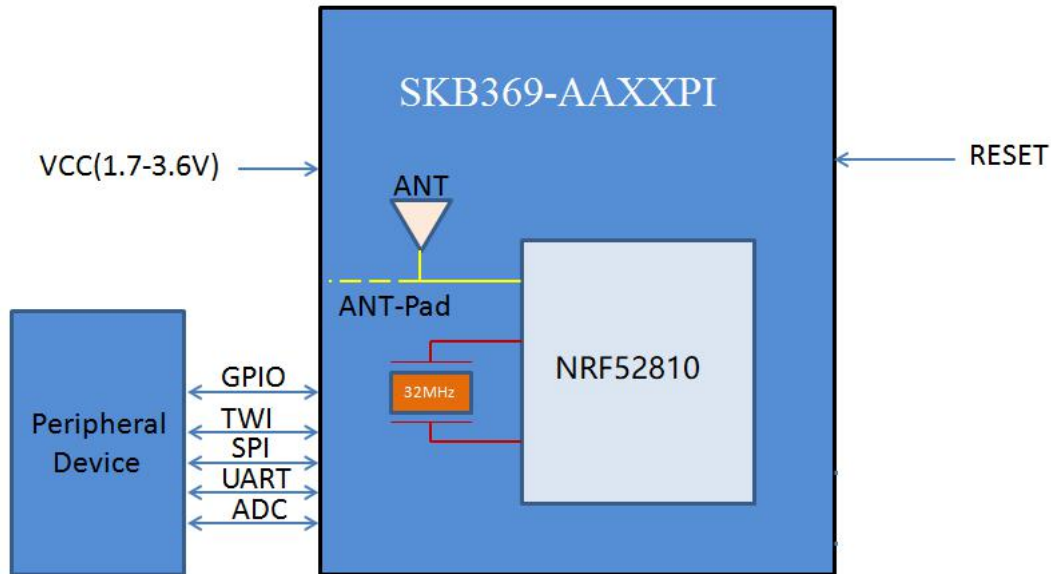 SKB369-AAXXPI
VCC(1.7-3.6V)
RESET
ANT
ANT-Pad
NRF52810
32MHz
GPIO
TWI
SPI
UART
ADC
Peripheral
Device